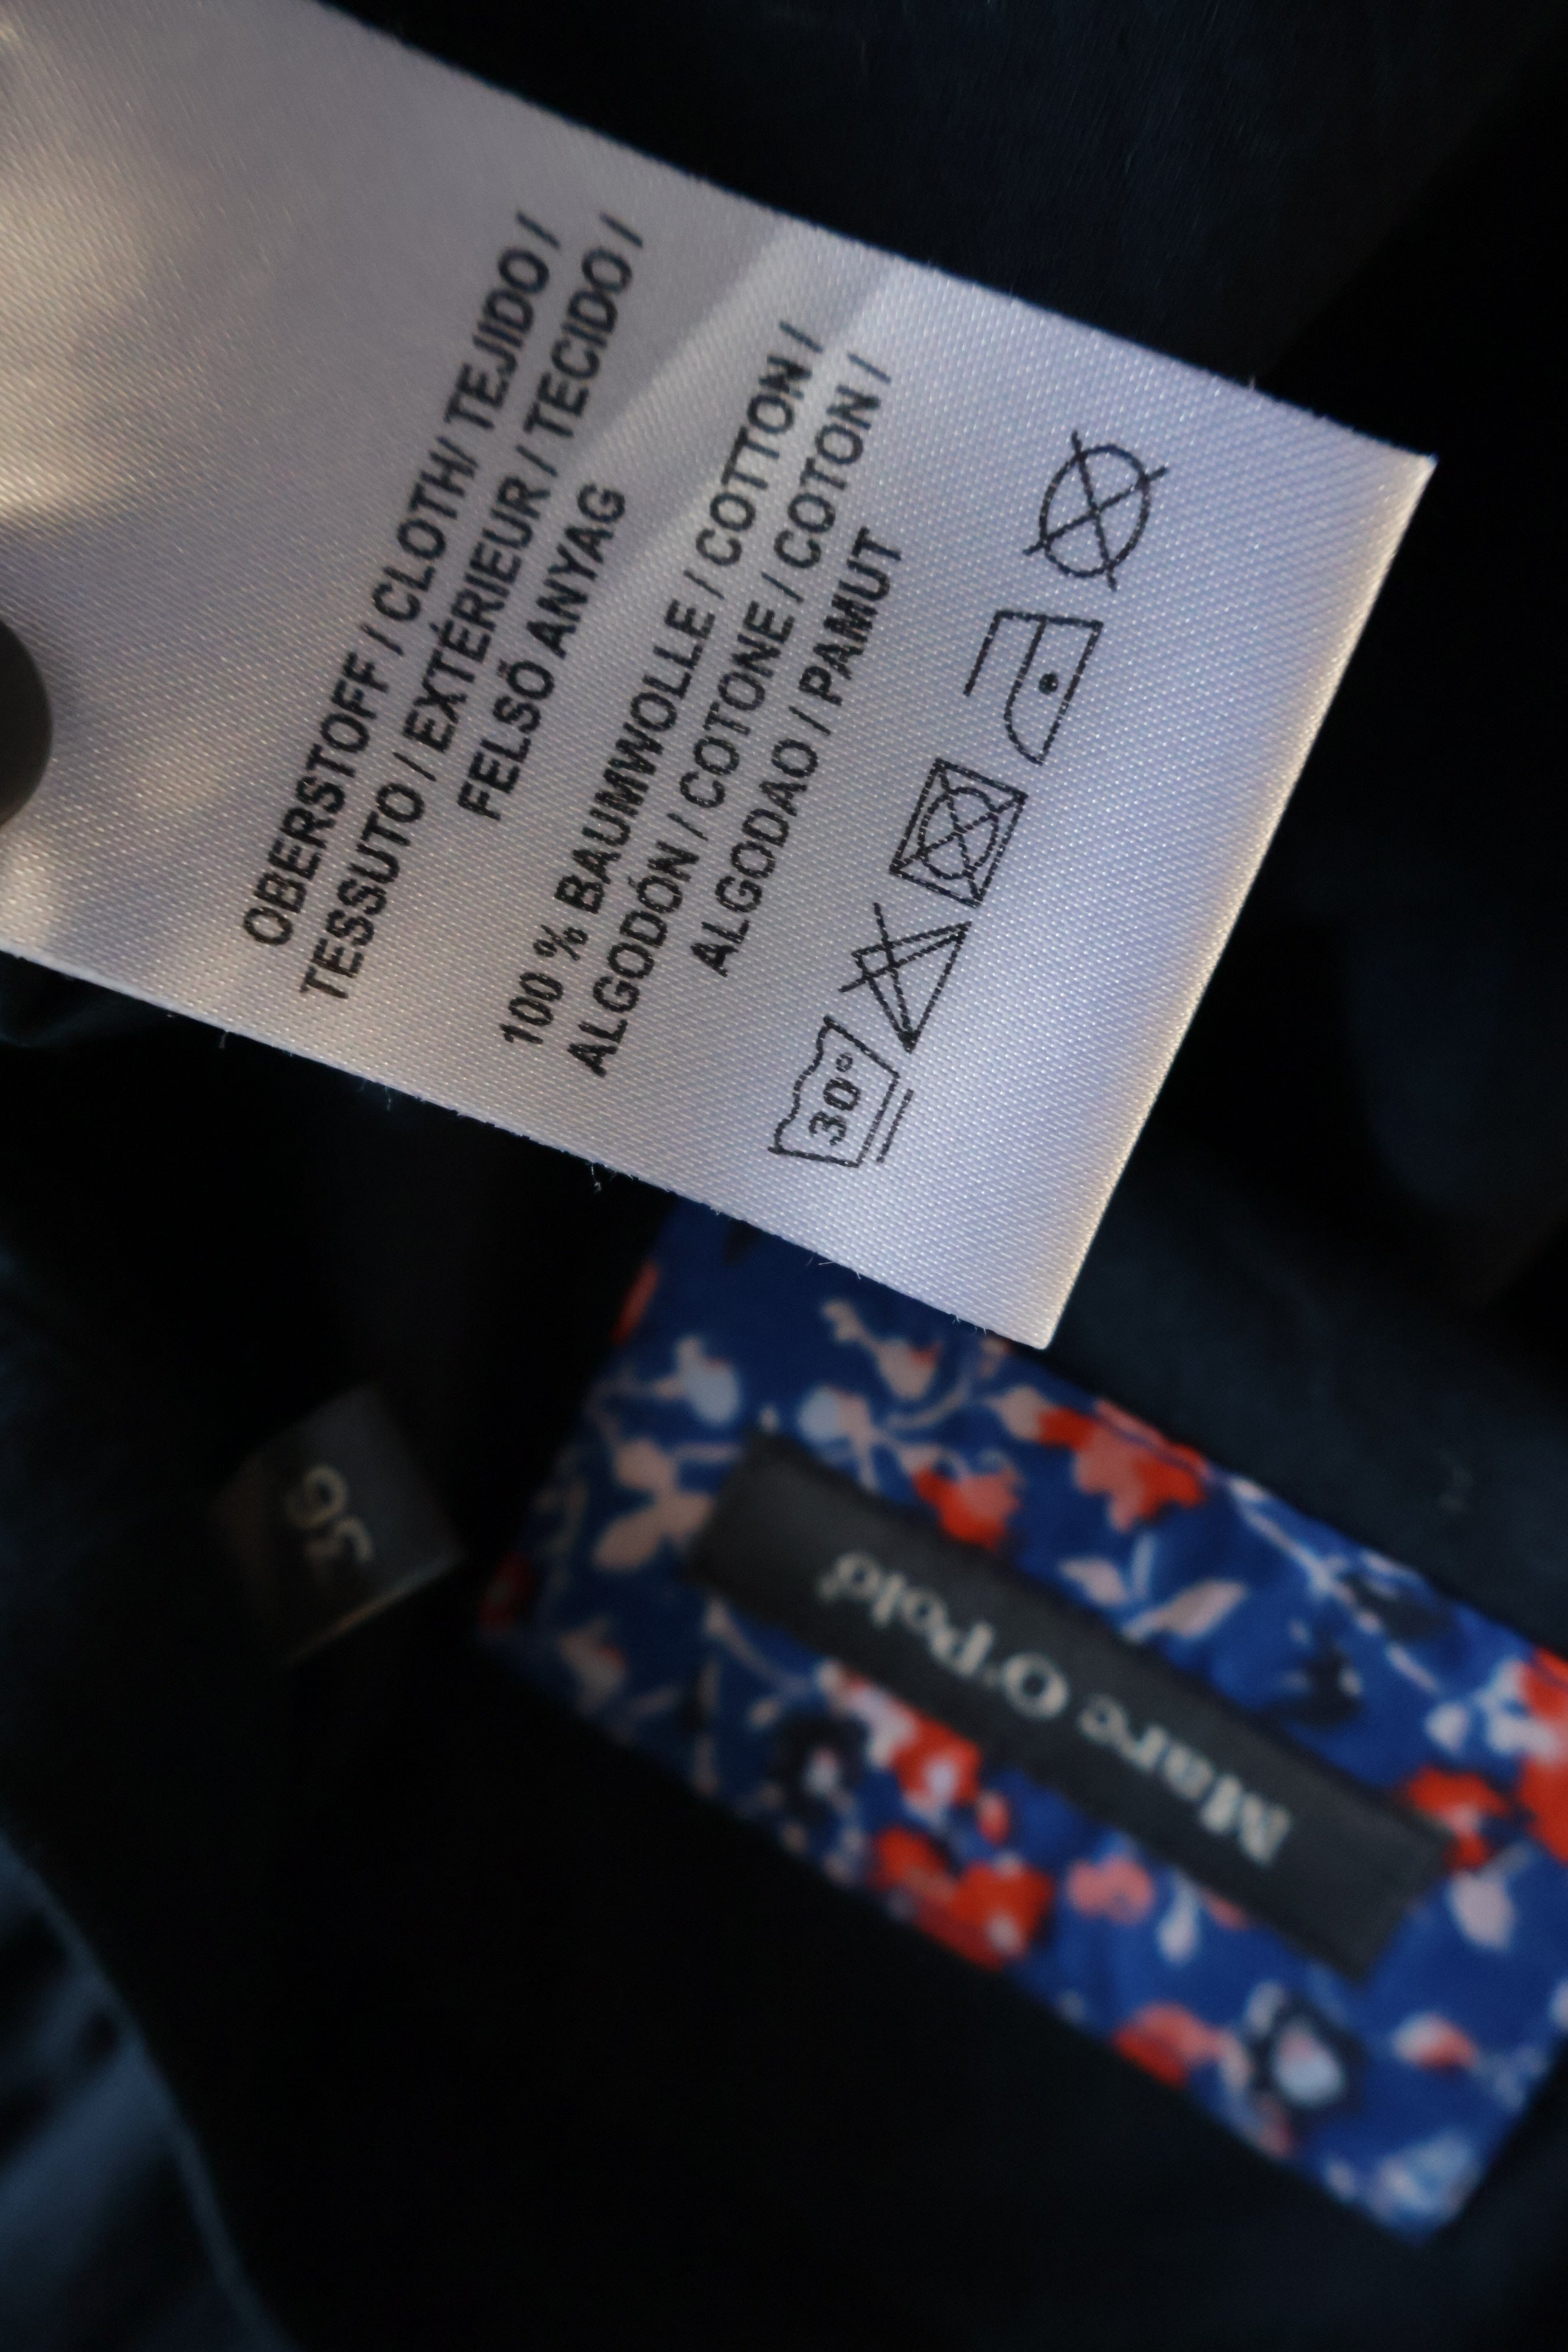 OBERSTOFF / CLOTH/ TEJIDO /
TESSUTO / EXTÉRIEUR / TECIDO /
FELSÓ ANYAG
100 % BAUMWOLLE / COTTON /
ALGODÓN / COTONE / COTON /
ALGODAO / PAMUT
30°
36
Marc O'Polo